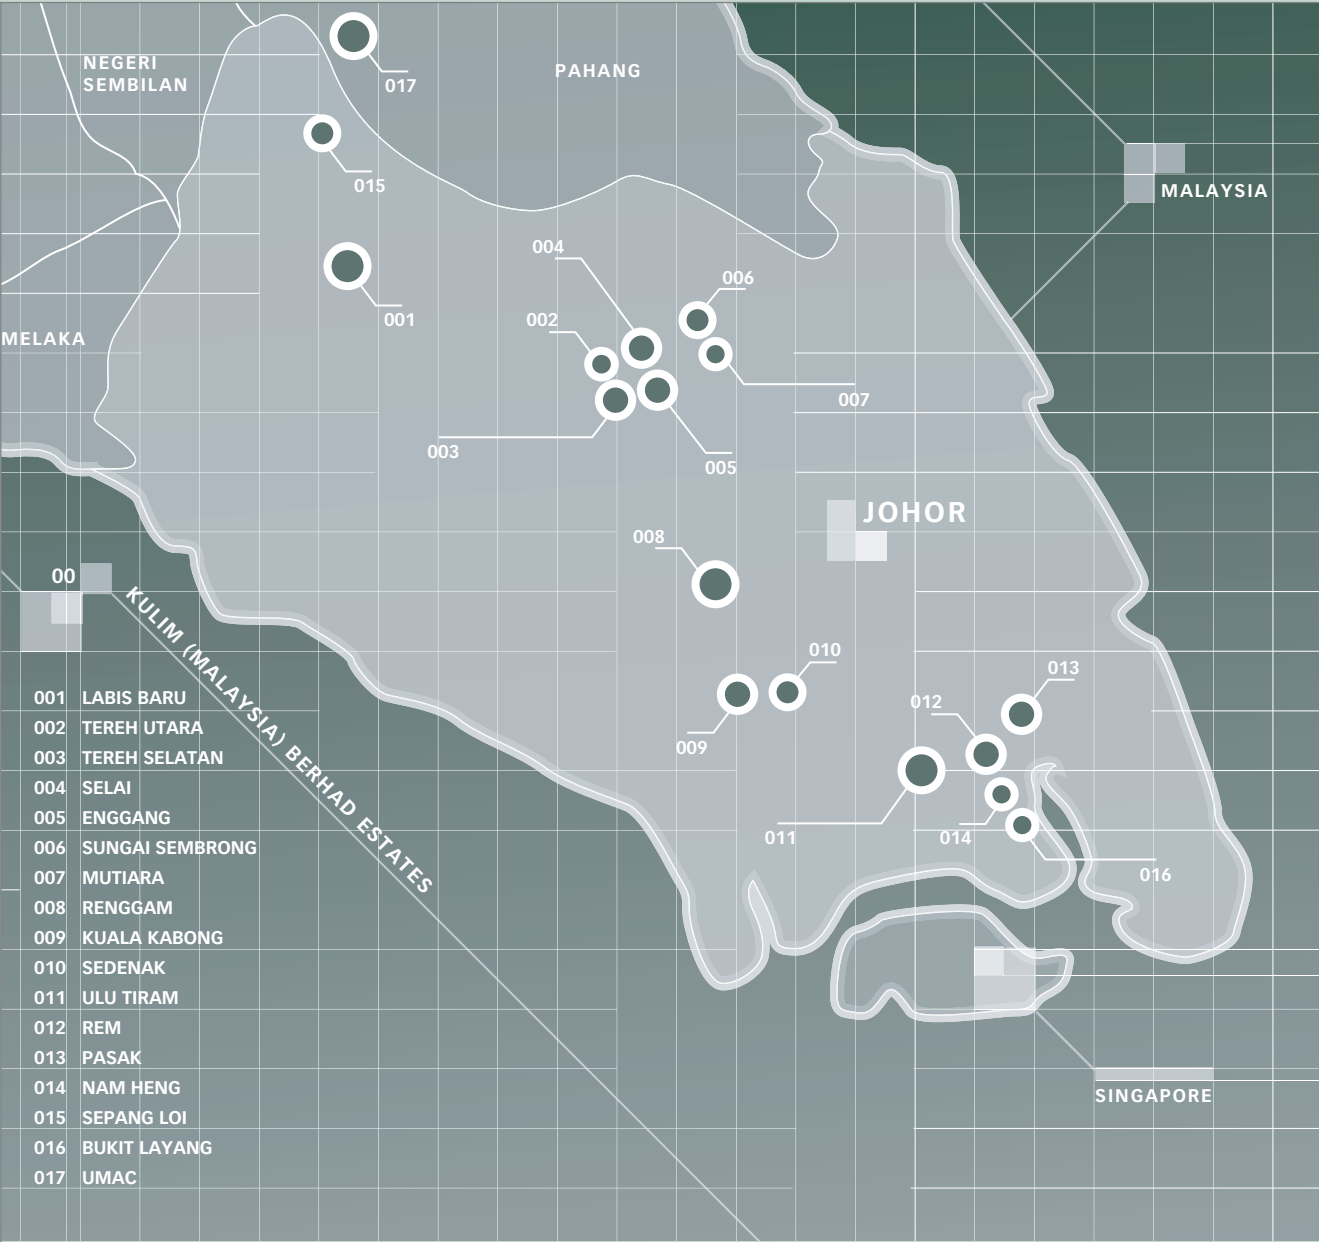 NEGERI
SEMBILAN
017
PAHANG
MALAYSIA
015
004
006
001
002
MELAKA
007
003
005
JOHOR
008
00
KULIM (MALAYSIA) BERHAD ESTATES
010
013
012
009
011
014
016
001 LABIS BARU
002 TEREH UTARA
003 TEREH SELATAN
004 SELAI
005 ENGGANG
006 SUNGAI SEMBRONG
007 MUTIARA
008 RENGGAM
009 KUALA KABONG
010 SEDENAK
011 ULU TIRAM
012 REM
013 PASAK
014 NAM HENG
015 SEPANG LOI
016 BUKIT LAYANG
017 UMAC
SINGAPORE